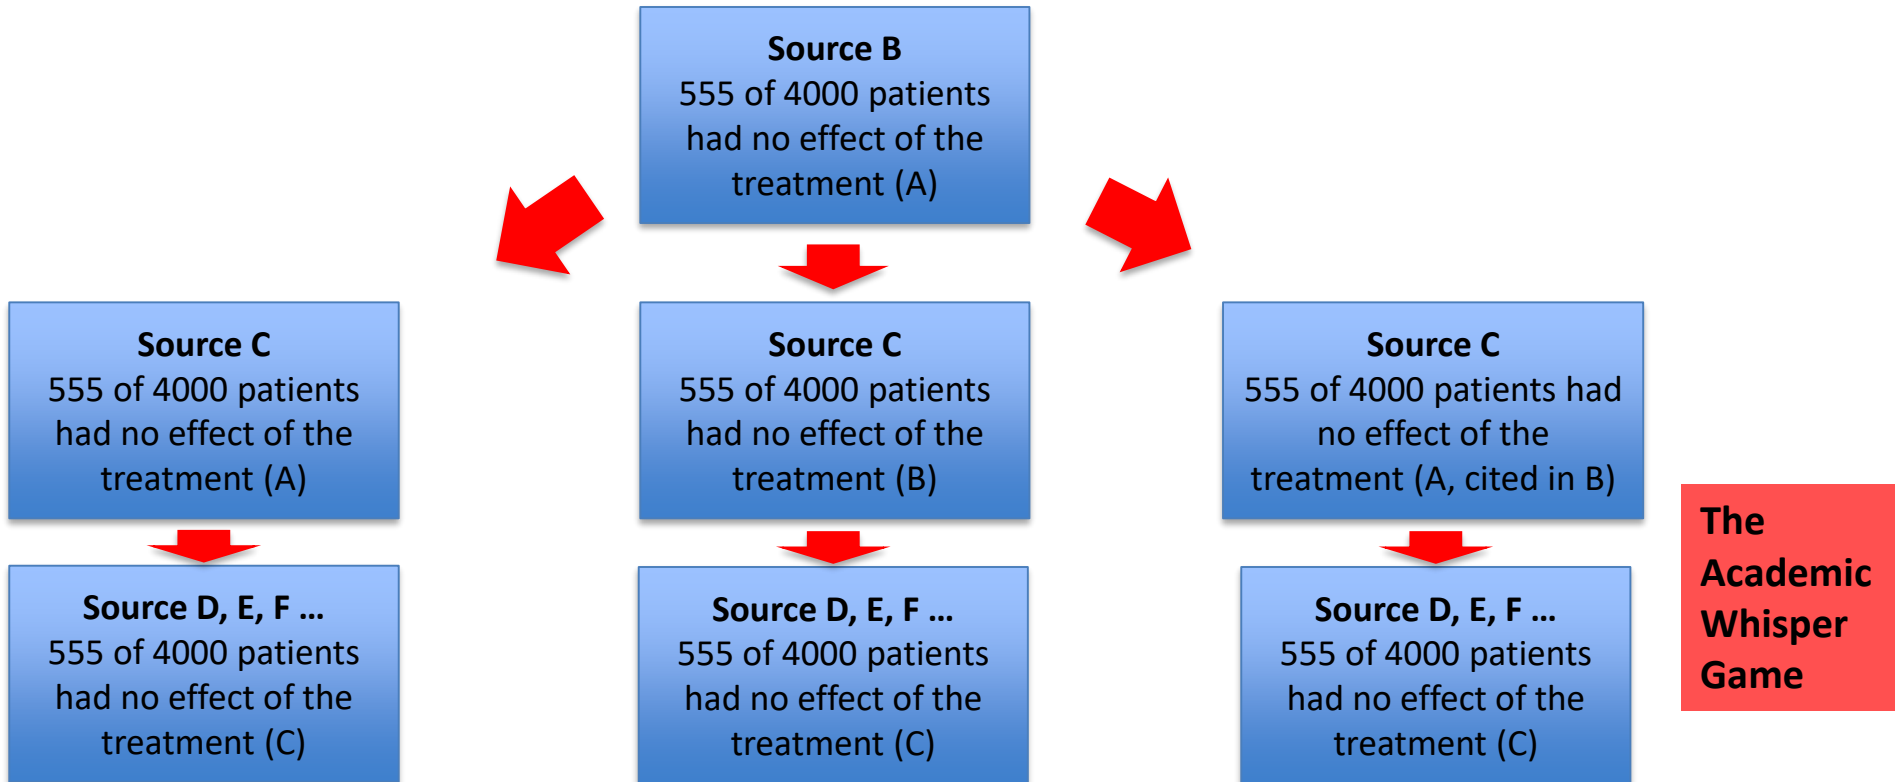 Source B
555 of 4000 patients
had no effect of the
treatment (A)
Source C
555 of 4000 patients
had no effect of the
treatment (A)
Source C
555 of 4000 patients
had no effect of the
treatment (B)
Source C
555 of 4000 patients had
no effect of the
treatment (A, cited in B)
Source D, E, F …
555 of 4000 patients
had no effect of the
treatment (C)
Source D, E, F …
555 of 4000 patients
had no effect of the
treatment (C)
Source D, E, F …
555 of 4000 patients
had no effect of the
treatment (C)
The
Academic
Whisper
Game